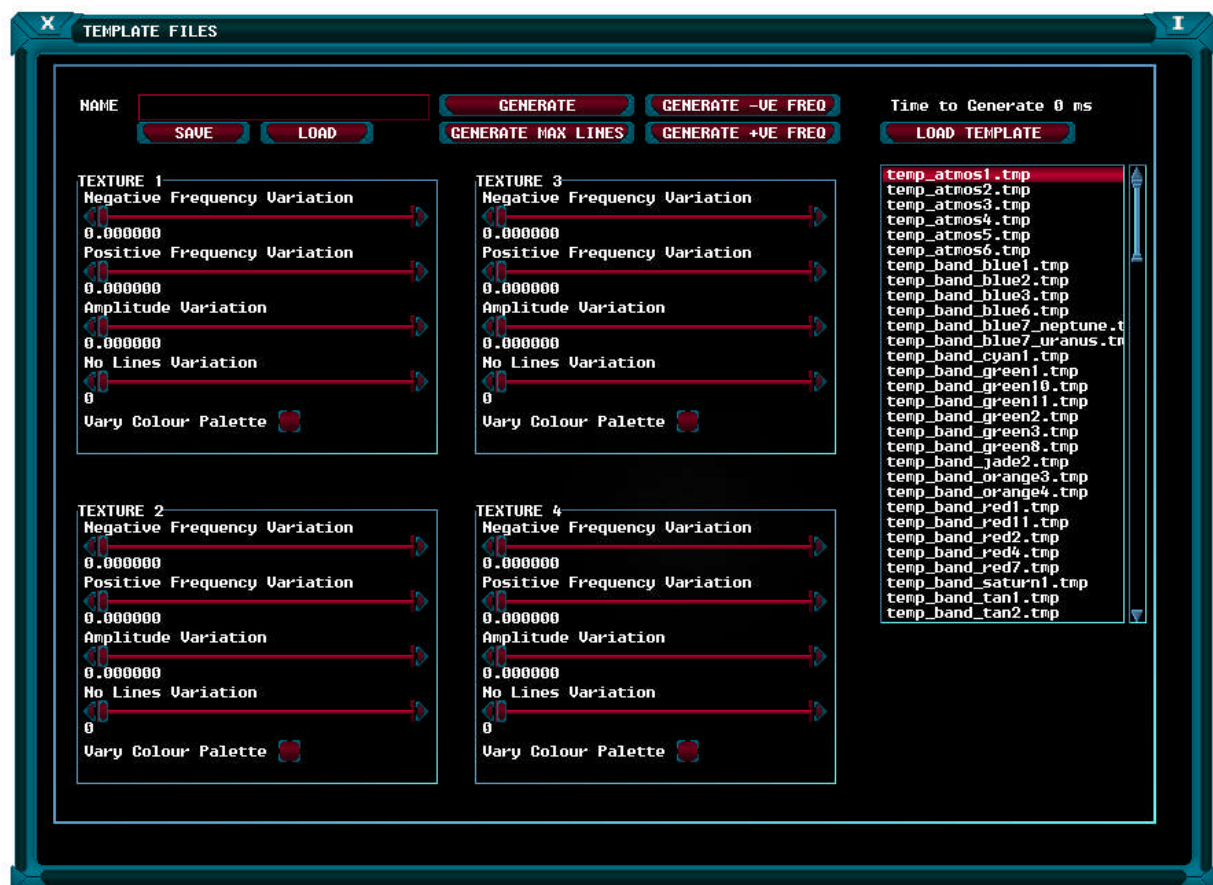 X
TEMPLATE FILES
I
NAME
GENERATE
GENERATE -VE FREQ
Time to Generate 0 ms
SAVE
LOAD
GENERATE MAX LINES
GENERATE +VE FREQ
LOAD TEMPLATE
TEXTURE 1
Negative Frequency Variation
0.000000
Positive Frequency Variation
0.000000
Amplitude Variation
0.000000
No Lines Variation
0
Vary Colour Palette
TEXTURE 3
Negative Frequency Variation
0.000000
Positive Frequency Variation
0.000000
Amplitude Variation
0.000000
No Lines Variation
0
Vary Colour Palette
TEXTURE 2
Negative Frequency Variation
0.000000
Positive Frequency Variation
0.000000
Amplitude Variation
0.000000
No Lines Variation
0
Vary Colour Palette
TEXTURE 4
Negative Frequency Variation
0.000000
Positive Frequency Variation
0.000000
Amplitude Variation
0.000000
No Lines Variation
0
Vary Colour Palette
temp_atmos1.tmp
temp_atmos2.tmp
temp_atmos3.tmp
temp_atmos4.tmp
temp_atmos5.tmp
temp_atmos6.tmp
temp_band_blue1.tmp
temp_band_blue2.tmp
temp_band_blue3.tmp
temp_band_blue6.tmp
temp_band_blue7_neptune.t
temp_band_blue7_uranus.tm
temp_band_cyan1.tmp
temp_band_green1.tmp
temp_band_green10.tmp
temp_band_green11.tmp
temp_band_green2.tmp
temp_band_green3.tmp
temp_band_green8.tmp
temp_band_jade2.tmp
temp_band_orange3.tmp
temp_band_orange4.tmp
temp_band_red1.tmp
temp_band_red11.tmp
temp_band_red2.tmp
temp_band_red4.tmp
temp_band_red7.tmp
temp_band_saturn1.tmp
temp_band_tan1.tmp
temp_band_tan2.tmp